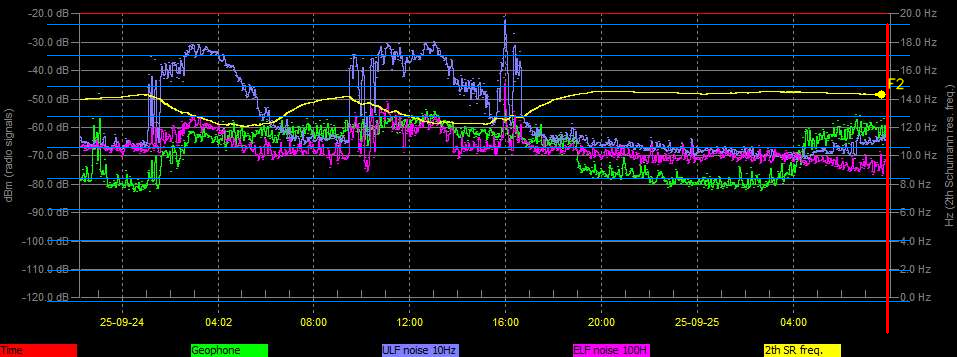 -20.0 dB
-30.0 dB
-40.0 dB
-50.0 dB
-60.0 dB
-70.0 dB
-80.0 dB
-90.0 dB
-100.0 dB
-110.0 dB
-120.0 dB
dBm (radio signals)
20.0 Hz
18.0 Hz
16.0 Hz
14.0 Hz
12.0 Hz
10.0 Hz
8.0 Hz
6.0 Hz
4.0 Hz
2.0 Hz
0.0 Hz
Hz (2th Schumann res. freq.)
F2
25-09-24 04:02 08:00 12:00 16:00 20:00 25-09-25 04:00
Time Geophone ULF noise 10Hz ELF noise 100H 2th SR freq.